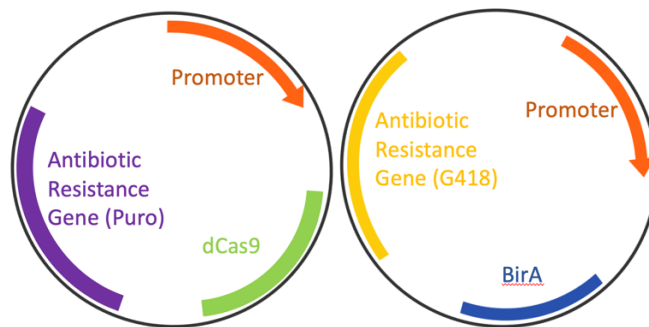 Promoter
Antibiotic
Resistance
Gene (Puro)
dCas9
Promoter
Antibiotic
Resistance
Gene (G418)
BirA